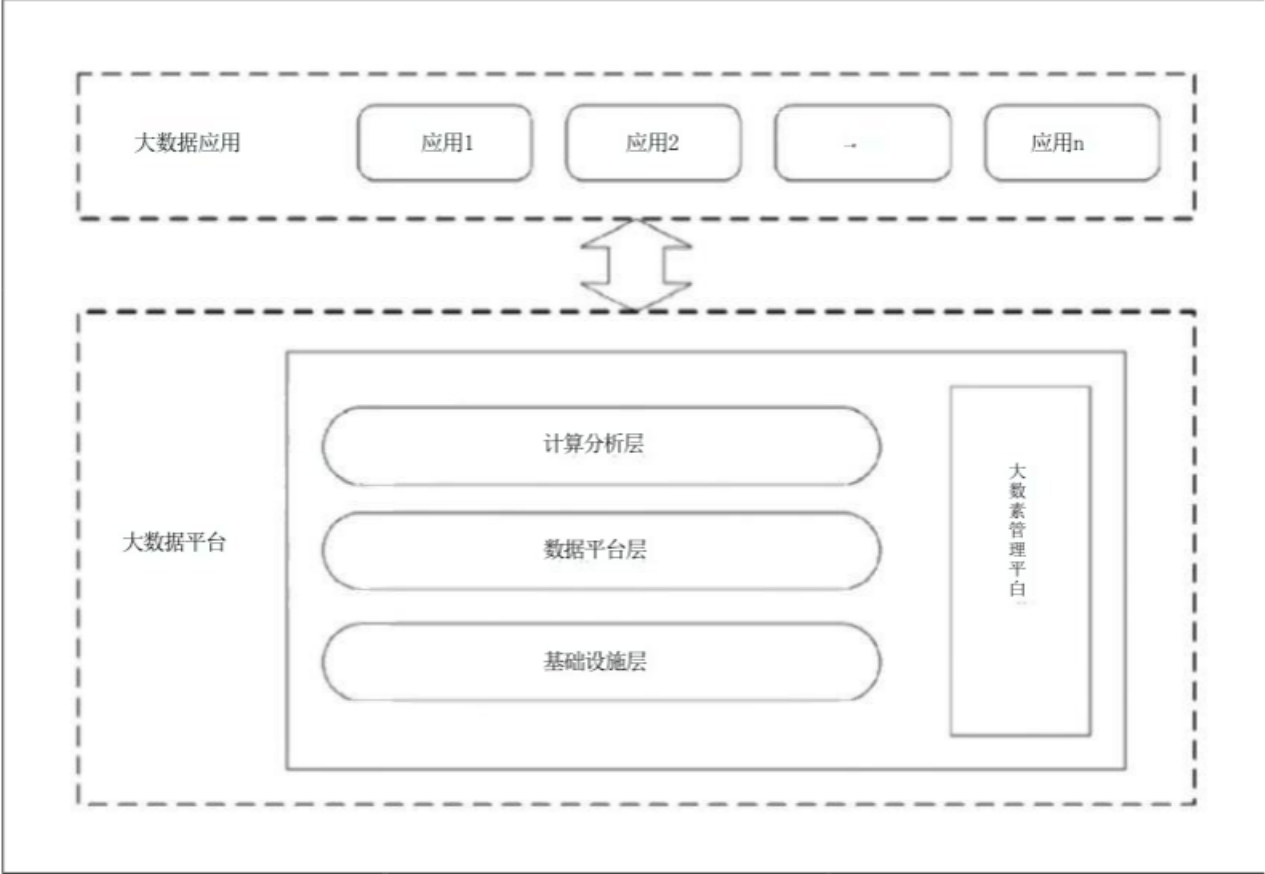 大数据应用
应用1
应用2
→
应用n
计算分析层
大数素管理平白
数据平台层
大数据平台
基础设施层